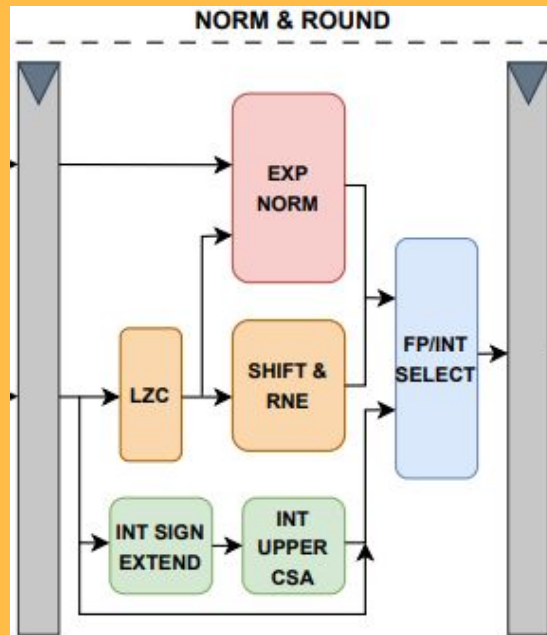 NORM & ROUND
EXP
NORM
LZC
SHIFT &
RNE
FP/INT
SELECT
INT SIGN
EXTEND
INT
UPPER
CSA